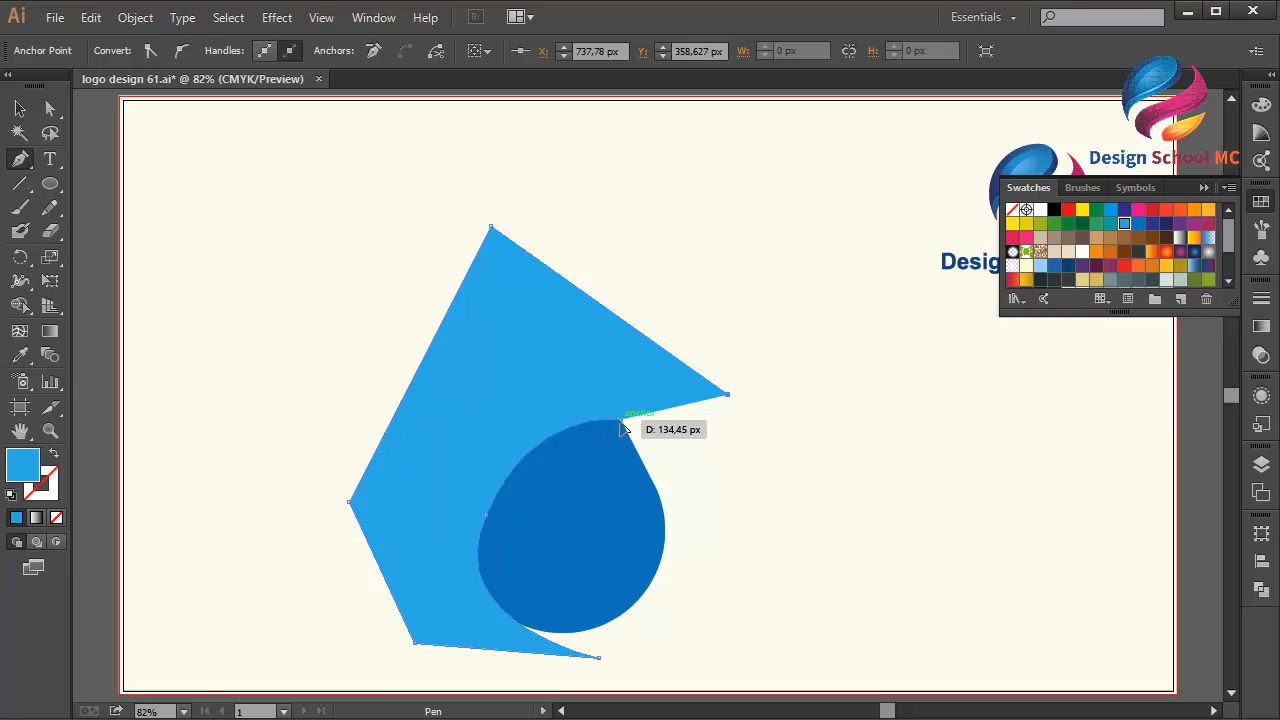 Ai File Edit Object Type Select Effect View Window Help Br Essentials
Anchor Point Convert: Handles: Anchors: X: 737,78 px Y: 358,627 px W: 0 px H: 0 px
logo design 61.ai* @ 82% (CMYK/Preview) ×
Design School MC
Swatches Brushes Symbols
Desig
anchor
D: 134,45 px
T
82% 1 Pen